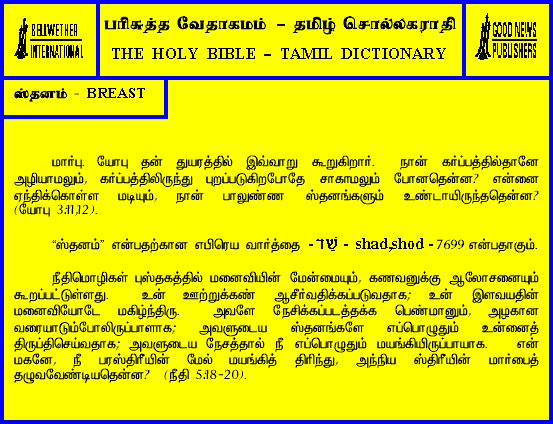 BELLWETHER
INTERNATIONAL
பரிசுத்த வேதாகமம் – தமிழ் சொல்லகராதி
THE HOLY BIBLE – TAMIL DICTIONARY
GOOD NEWS
PUBLISHERS
ஸ்தனம் - BREAST
மார்பு. யோபு தன் துயரத்தில் இவ்வாறு கூறுகிறார். நான் கர்ப்பத்தில்தானே
அழியாமலும், கர்ப்பத்திலிருந்து புறப்படுகிறபோதே சாகாமலும் போனதென்ன? என்னை
ஏந்திக்கொள்ள மடியும், நான் பாலுண்ண ஸ்தனங்களும் உண்டாயிருந்ததென்ன?
(யோபு 3:11,12).
“ஸ்தனம்” என்பதற்கான எபிரெய வார்த்தை - שׁד - shad,shod - 7699 என்பதாகும்.
நீதிமொழிகள் புஸ்தகத்தில் மனைவியின் மேன்மையும், கணவனுக்கு ஆலோசனையும்
கூறப்பட்டுள்ளது. உன் ஊற்றுக்கண் ஆசீர்வதிக்கப்படுவதாக; உன் இளவயதின்
மனைவியோடே மகிழ்ந்திரு. அவளே நேசிக்கப்படத்தக்க பெண்மானும், அழகான
வரையாடும்போலிருப்பாளாக; அவளுடைய ஸ்தனங்களே எப்பொழுதும் உன்னைத்
திருப்திசெய்வதாக; அவளுடைய நேசத்தால் நீ எப்பொழுதும் மயங்கியிருப்பாயாக. என்
மகனே, நீ பரஸ்திரீயின் மேல் மயங்கித் திரிந்து, அந்நிய ஸ்திரீயின் மார்பைத்
தழுவவேண்டியதென்ன? (நீதி 5:18-20).